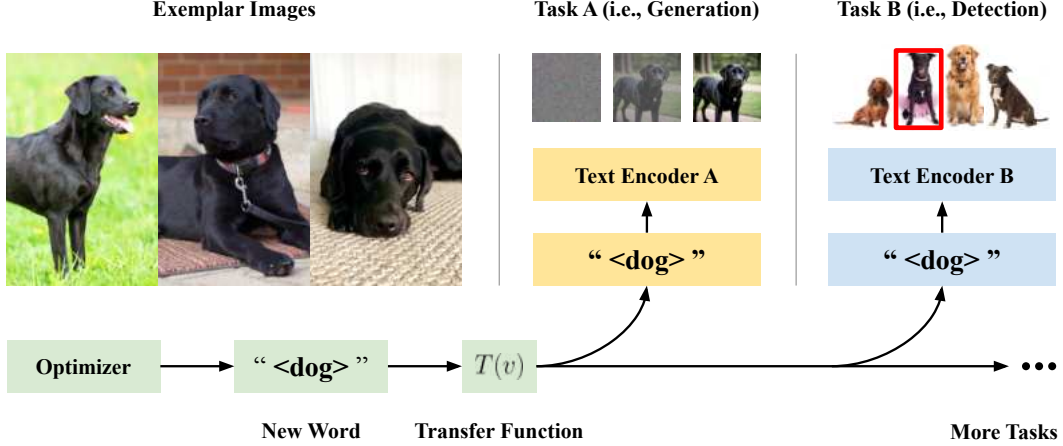 Exemplar Images
Task A (i.e., Generation)
Task B (i.e., Detection)
Text Encoder A
Text Encoder B
“ <dog> ”
“ <dog> ”
Optimizer
“ <dog> ”
T(v)
•••
New Word
Transfer Function
More Tasks